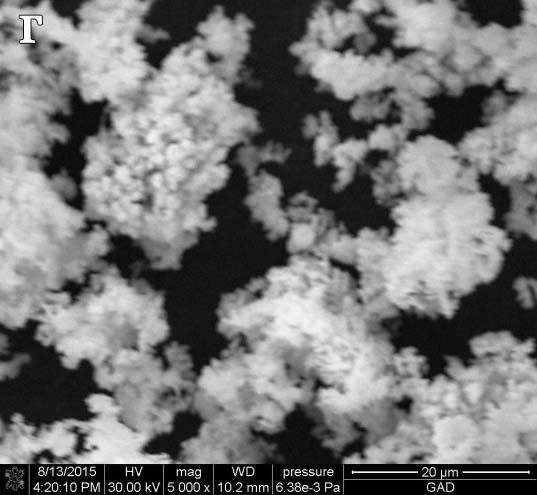 Г
8/13/2015 HV mag WD pressure 20 µm
4:20:10 PM 30.00 kV 5 000 x 10.2 mm 6.38e-3 Pa GAD